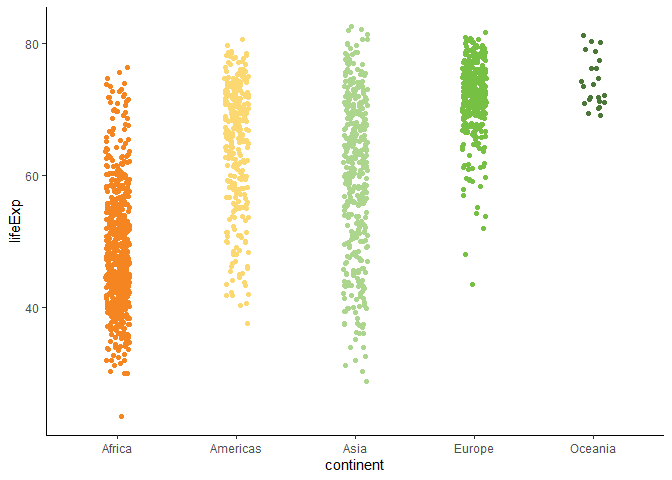 80
60
40
lifeExp
Africa
Americas
Asia
Europe
Oceania
continent